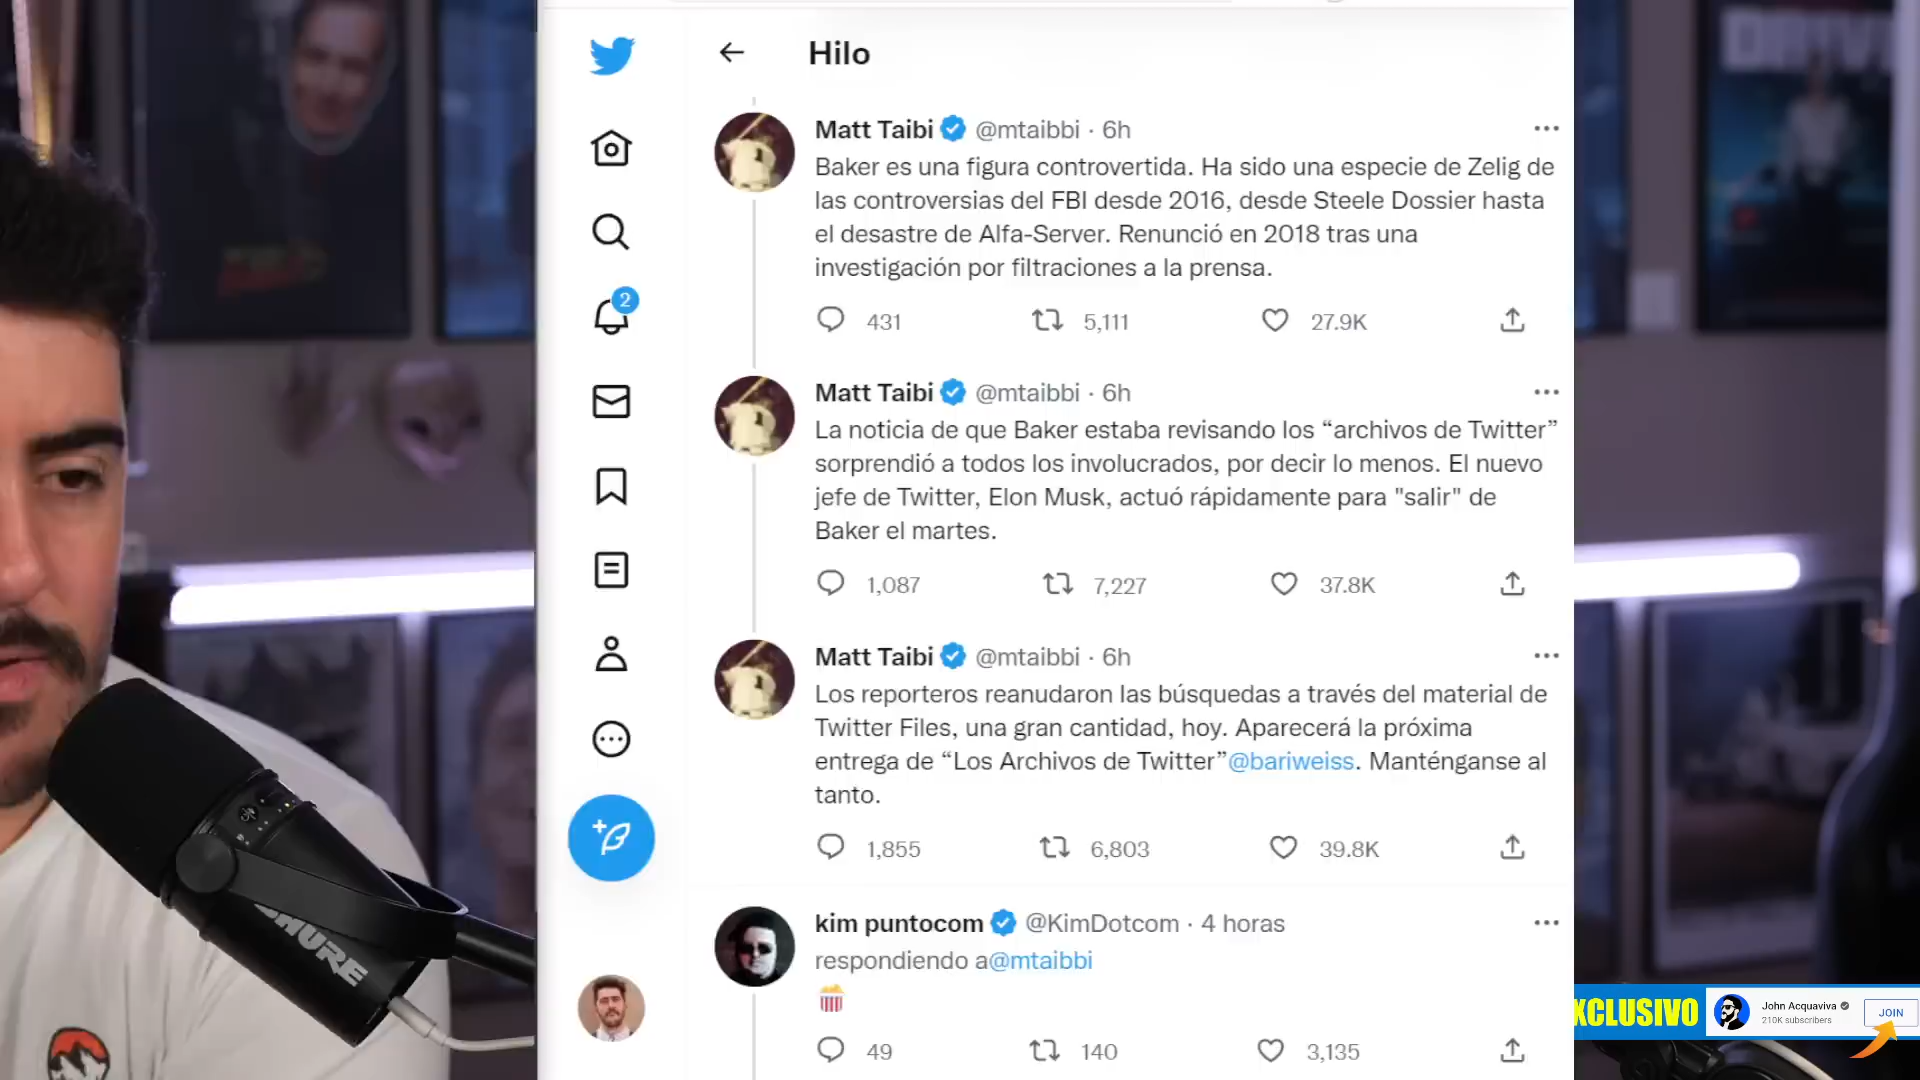 Hilo
Matt Taibi @mtaibbi · 6h
Baker es una figura controvertida. Ha sido una especie de Zelig de
las controversias del FBI desde 2016, desde Steele Dossier hasta
el desastre de Alfa-Server. Renunció en 2018 tras una
investigación por filtraciones a la prensa.
431 5,111 27.9K
2
Matt Taibi @mtaibbi · 6h
La noticia de que Baker estaba revisando los “archivos de Twitter”
sorprendió a todos los involucrados, por decir lo menos. El nuevo
jefe de Twitter, Elon Musk, actuó rápidamente para "salir" de
Baker el martes.
1,087 7,227 37.8K
Matt Taibi @mtaibbi · 6h
Los reporteros reanudaron las búsquedas a través del material de
Twitter Files, una gran cantidad, hoy. Aparecerá la próxima
entrega de “Los Archivos de Twitter”@bariweiss. Manténganse al
tanto.
1,855 6,803 39.8K
kim puntocom @KimDotcom · 4 horas
respondiendo a@mtaibbi
49 140 3,135
SHURE
XCLUSIVO
John Acquaviva
210K subscribers
JOIN